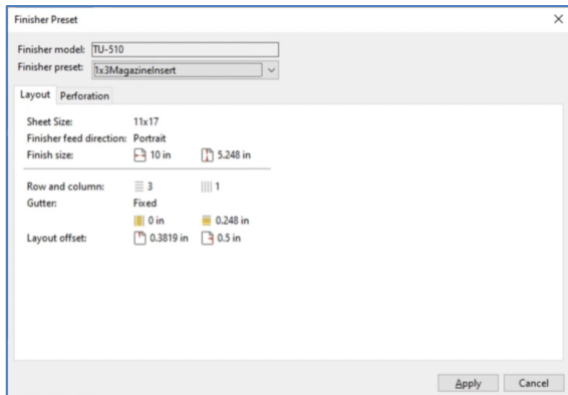 Finisher Preset
Finisher model: TU-510
Finisher preset: 1x3MagazineInsert
Layout Perforation
Sheet Size: 11x17
Finisher feed direction: Portrait
Finish size: 10 in 5.248 in
Row and column: 3 1
Gutter: Fixed
0 in 0.248 in
Layout offset: 0.3819 in 0.5 in
Apply Cancel